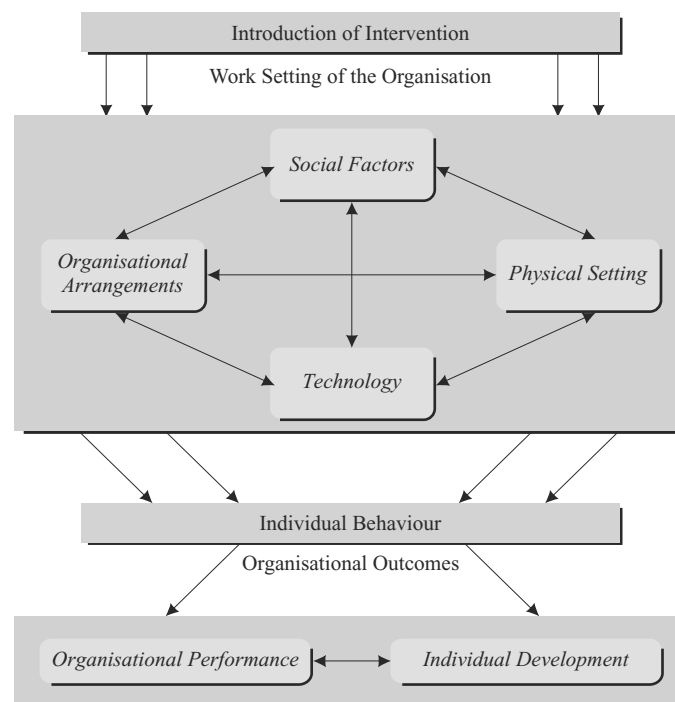 Introduction of Intervention
Work Setting of the Organisation
Social Factors
Organisational
Arrangements
Physical Setting
Technology
Individual Behaviour
Organisational Outcomes
Organisational Performance
Individual Development